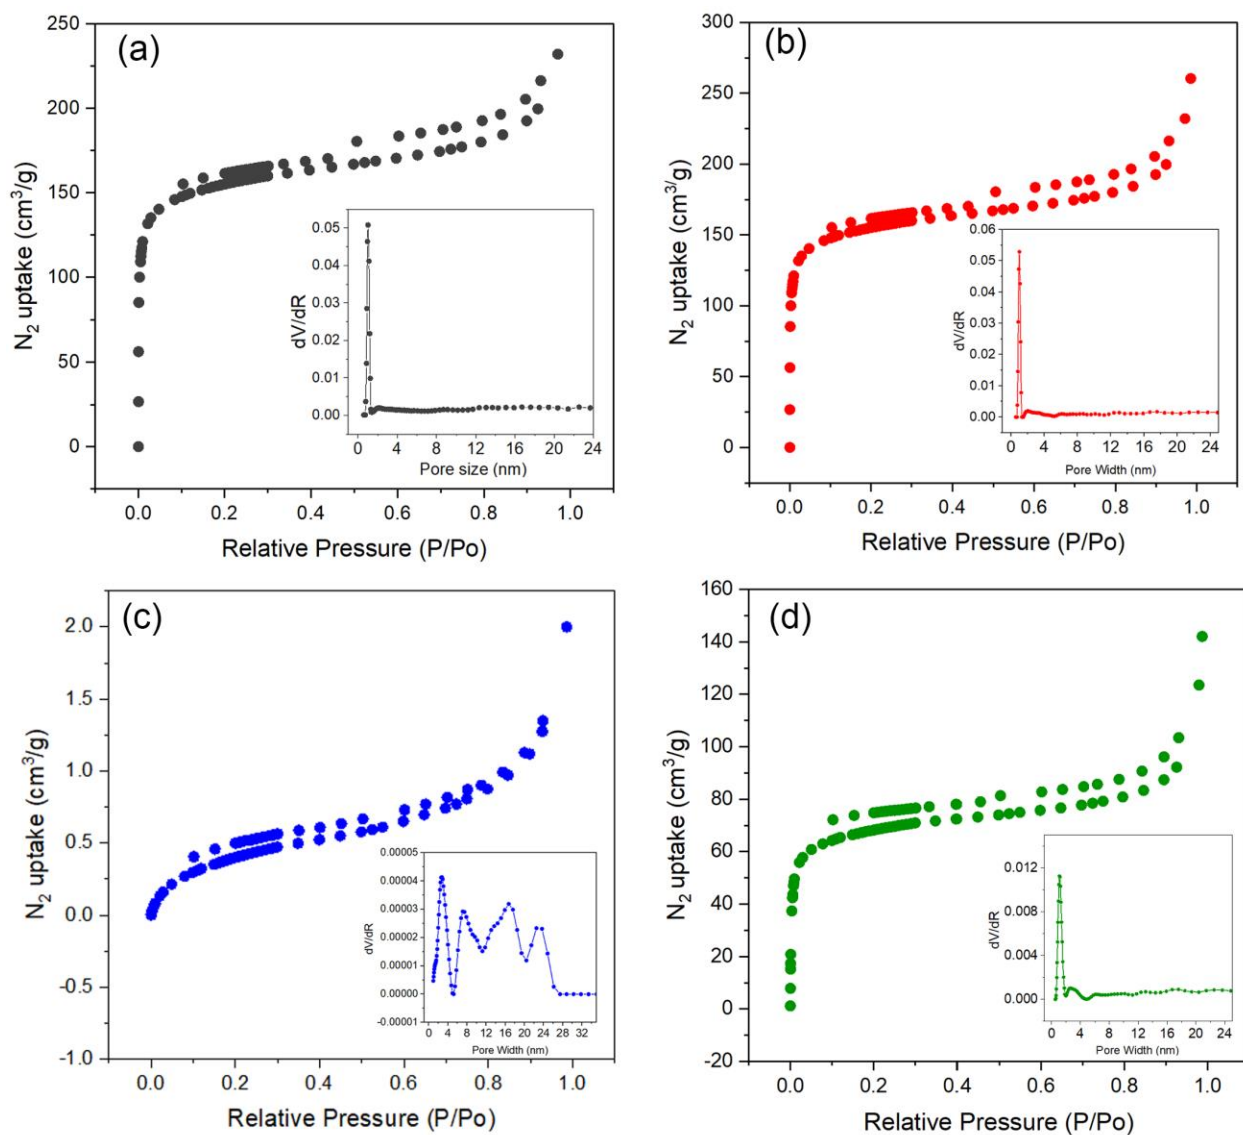 (a)
N2 uptake (cm3/g)
250
200
150
100
50
0
0.0 0.2 0.4 0.6 0.8 1.0
Relative Pressure (P/Po)
dV/dR
0.05
0.04
0.03
0.02
0.01
0.00
0 4 8 12 16 20 24
Pore size (nm)
(b)
N2 uptake (cm3/g)
300
250
200
150
100
50
0
0.0 0.2 0.4 0.6 0.8 1.0
Relative Pressure (P/Po)
dV/dR
0.06
0.05
0.04
0.03
0.02
0.01
0.00
0 4 8 12 16 20 24
Pore Width (nm)
(c)
N2 uptake (cm3/g)
2.0
1.5
1.0
0.5
0.0
-0.5
-1.0
0.0 0.2 0.4 0.6 0.8 1.0
Relative Pressure (P/Po)
dV/dR
0.00005
0.00004
0.00003
0.00002
0.00001
0.00000
-0.00001
0 4 8 12 16 20 24 28 32
Pore Width (nm)
(d)
N2 uptake (cm3/g)
160
140
120
100
80
60
40
20
0
-20
0.0 0.2 0.4 0.6 0.8 1.0
Relative Pressure (P/Po)
dV/dR
0.012
0.009
0.006
0.003
0.000
0 5 10 15 20 25
Pore Width (nm)